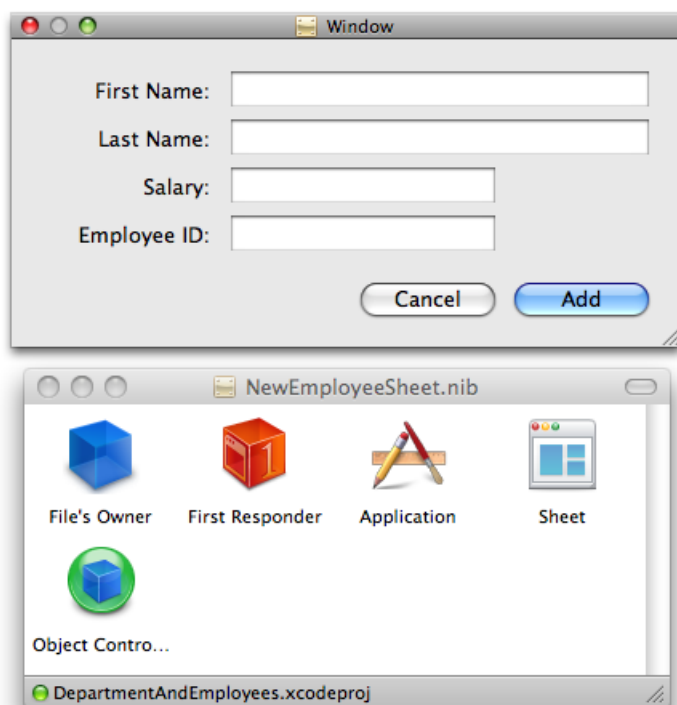 Window
First Name:
Last Name:
Salary:
Employee ID:
Cancel Add
NewEmployeeSheet.nib
1
File's Owner First Responder Application Sheet
Object Contro...
DepartmentAndEmployees.xcodeproj